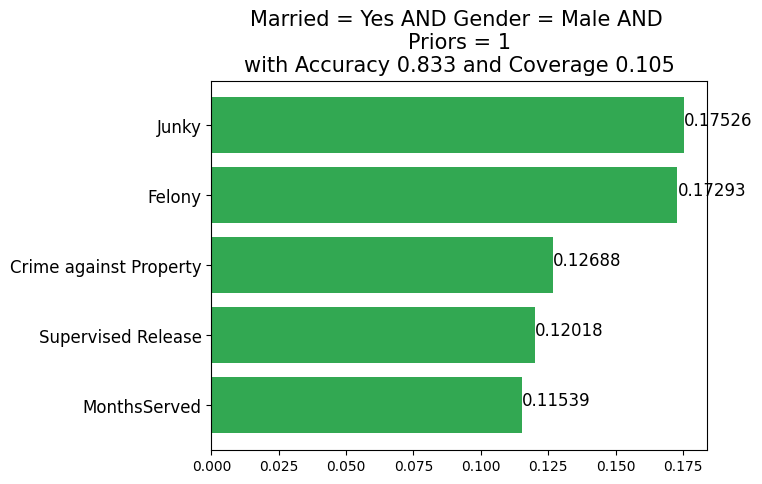 Married = Yes AND Gender = Male AND
Priors = 1
with Accuracy 0.833 and Coverage 0.105
Junky
0.17526
Felony
0.17293
Crime against Property
0.12688
Supervised Release
0.12018
MonthsServed
0.11539
0.000 0.025 0.050 0.075 0.100 0.125 0.150 0.175